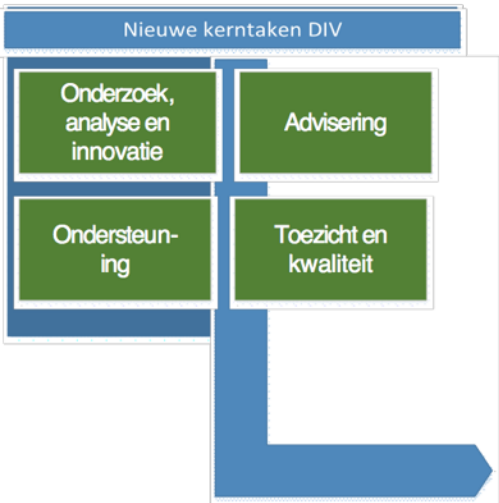 Nieuwe kerntaken DIV
Onderzoek,
analyse en
innovatie
Advisering
Ondersteun-
ing
Toezicht en
kwaliteit